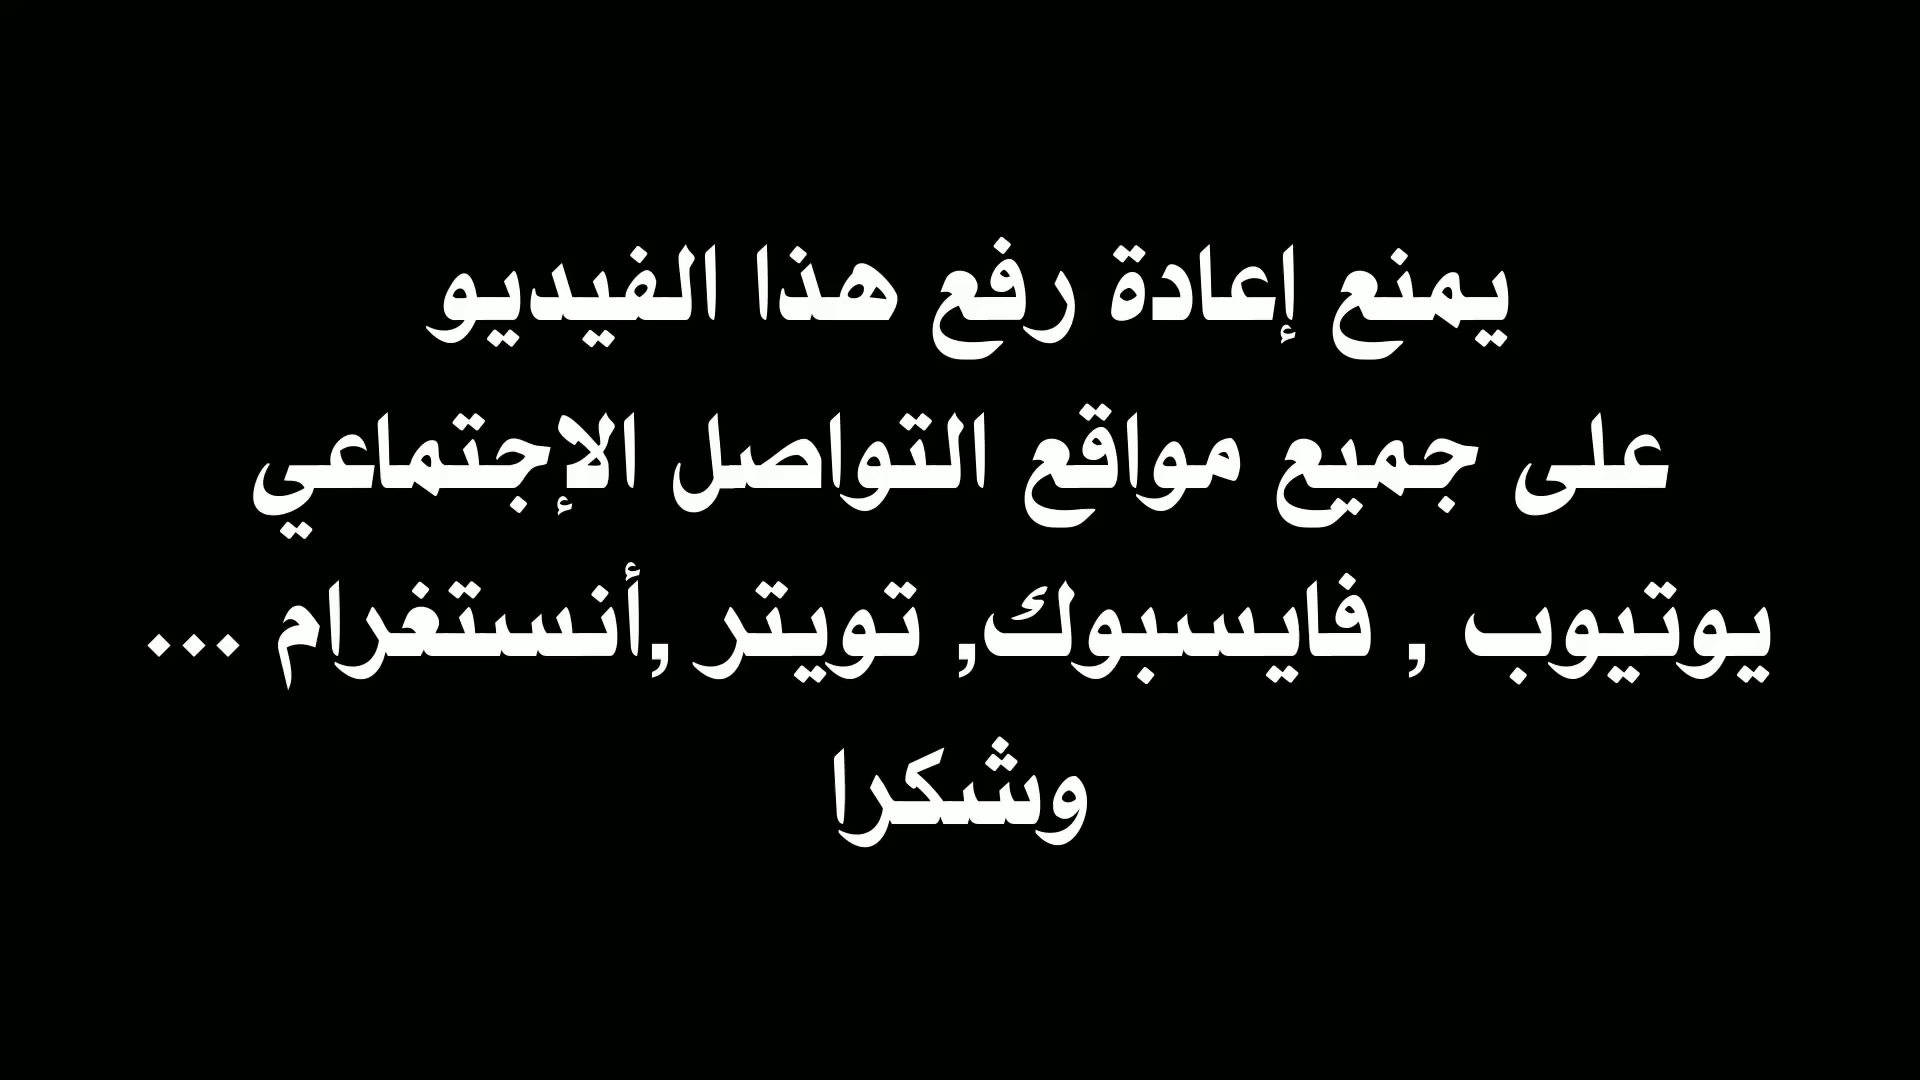 يمنع إعادة رفع هذا الفيديو
على جميع مواقع التواصل الإجتماعي
يوتيوب , فايسبوك, تويتر ,أنستغرام ...
وشكرا